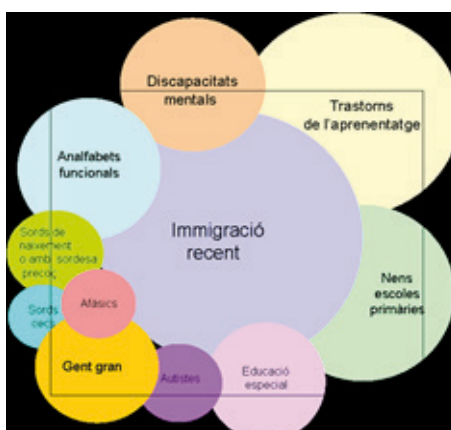 Discapacitats
mentals
Trastorns
de l'aprenentatge
Analfabets
funcionals
Immigració
recent
Sords de
naixement
o amb sordesa
precoç
Nens
escoles
primàries
Sords
cecs
Afàsics
Gent gran
Autistes
Educació
especial